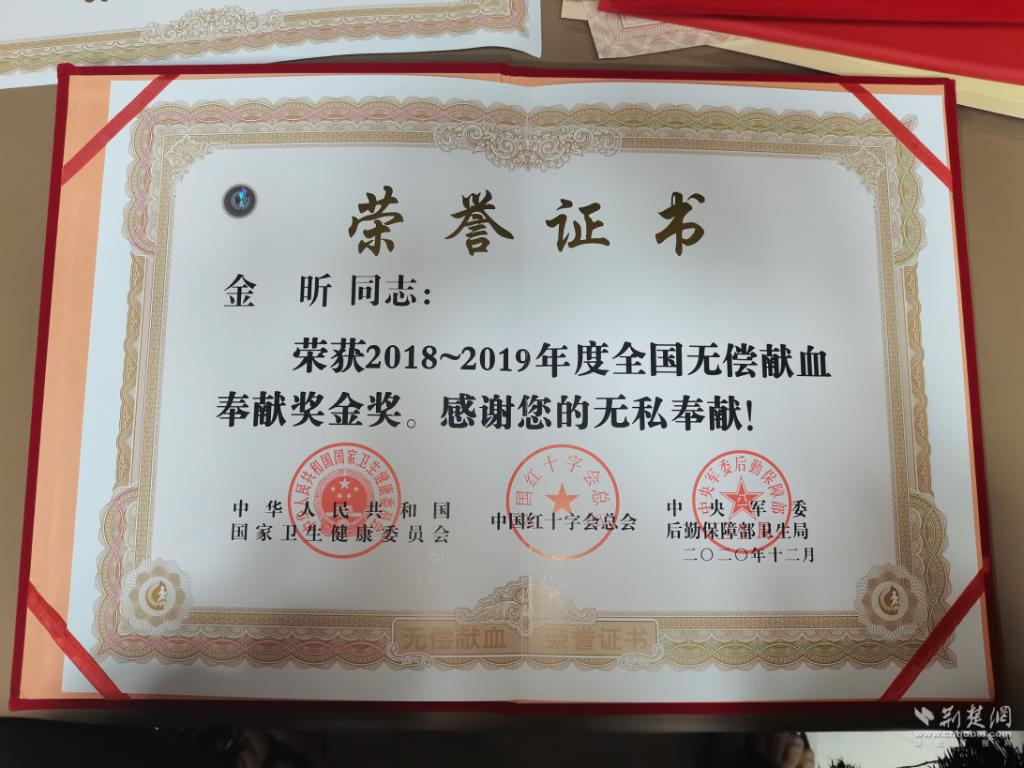 荣誉证书
金 昕 同志：
荣获2018~2019年度全国无偿献血
奉献奖金奖。感谢您的无私奉献！
中华人民共和国
国家卫生健康委员会
中国红十字会总会
中央军委
后勤保障部卫生局
二〇二〇年十二月
无偿献血 荣誉证书
荆楚網
www.cnhubei.com